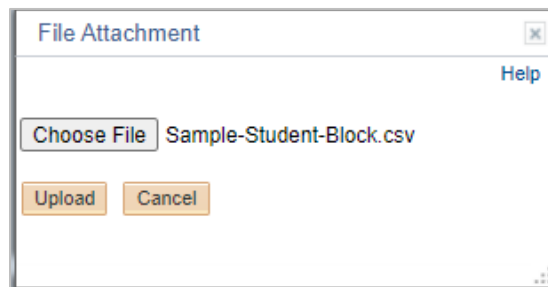 File Attachment
Help
Choose File Sample-Student-Block.csv
Upload Cancel